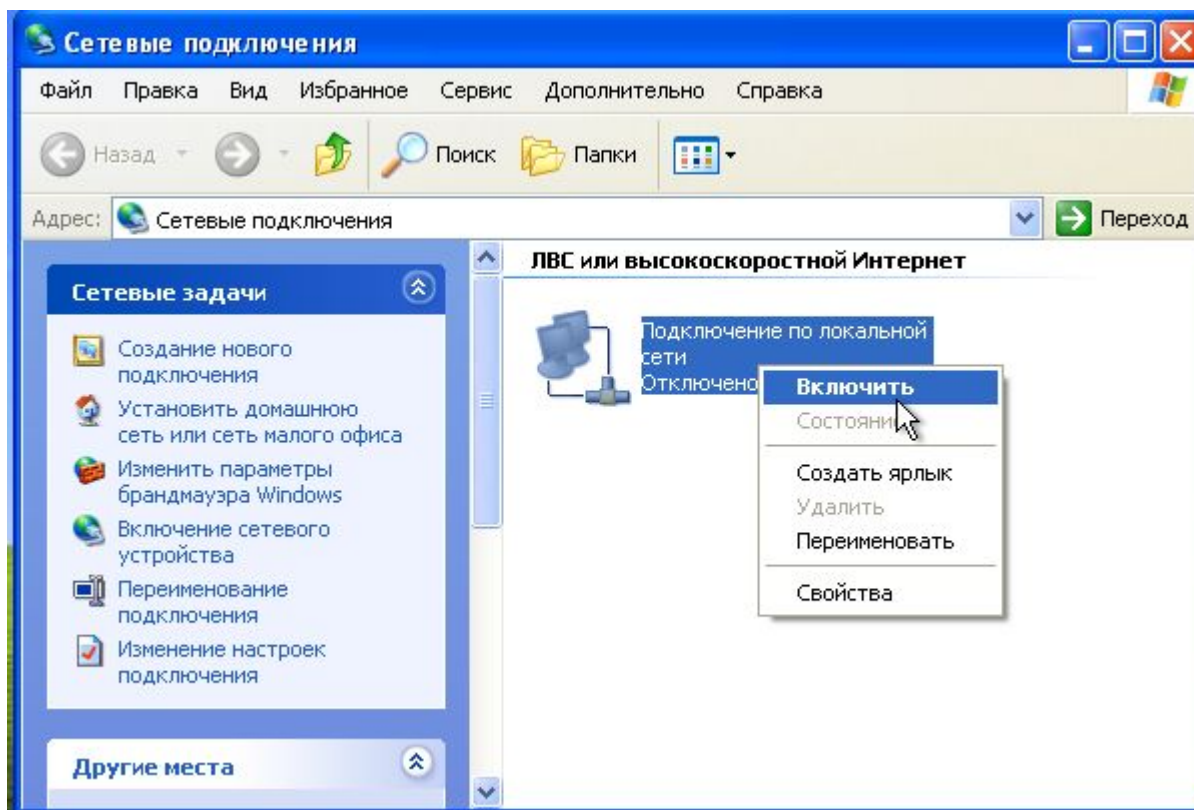 Сетевые подключения
Файл Правка Вид Избранное Сервис Дополнительно Справка
Назад Поиск Папки
Адрес: Сетевые подключения Переход
Сетевые задачи
Создание нового
подключения
Установить домашнюю
сеть или сеть малого офиса
Изменить параметры
брандмауэра Windows
Включение сетевого
устройства
Переименование
подключения
Изменение настроек
подключения
Другие места
ЛВС или высокоскоростной Интернет
Подключение по локальной
сети
Отключено
Включить
Состояние
Создать ярлык
Удалить
Переименовать
Свойства